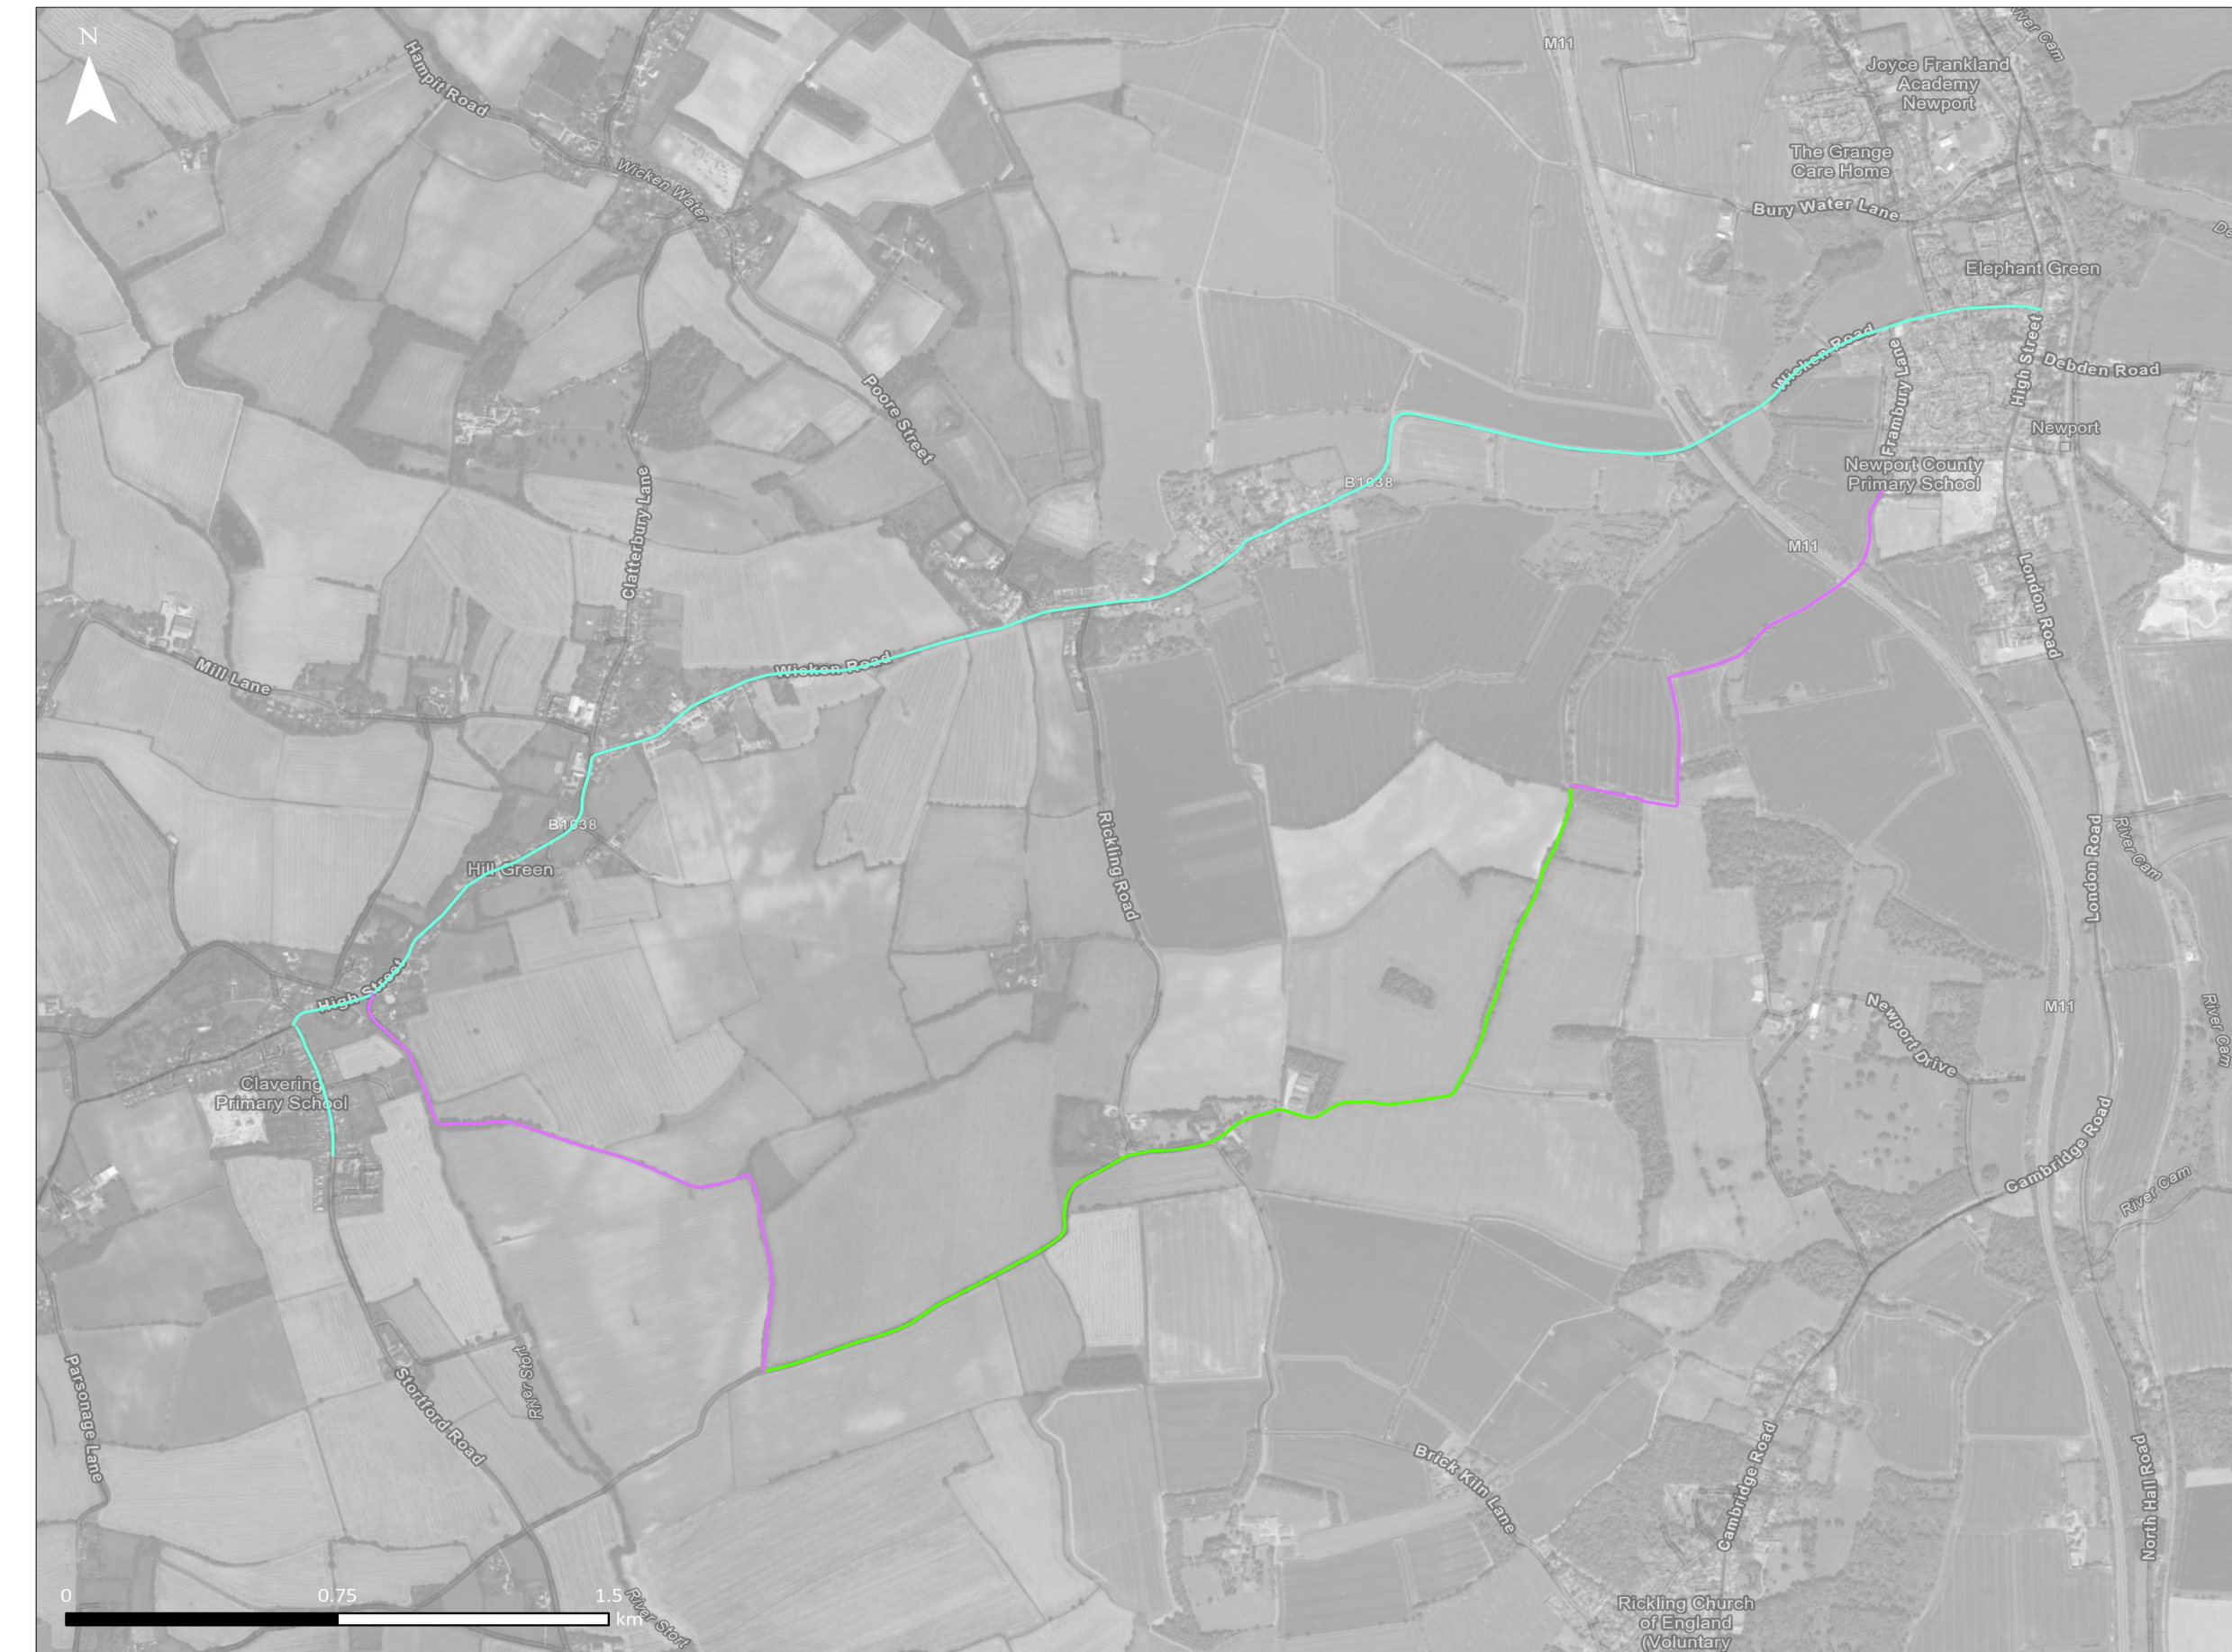 N
Hampit Road
M11
River Cam
Joyce Frankland
Academy
Newport
The Grange
Care Home
Wicken Water
Bury Water Lane
De
Elephant Green
Wicken Road
Frambury Lane
High Street
Debden Road
Poore Street
Newport
Clatterbury Lane
B1038
Newport County
Primary School
M11
London Road
Mill Lane
Wicken Road
B1038
Hill Green
Rickling Road
London Road
River Cam
High Street
Newport Drive
M11
River Cam
Clavering
Primary School
Cambridge Road
River Cam
Parsonage Lane
Stortford Road
River Stort
Brick Kiln Lane
Cambridge Road
North Hall Road
0
0.75
1.5
km
River Stort
Rickling Church
of England
(Voluntary